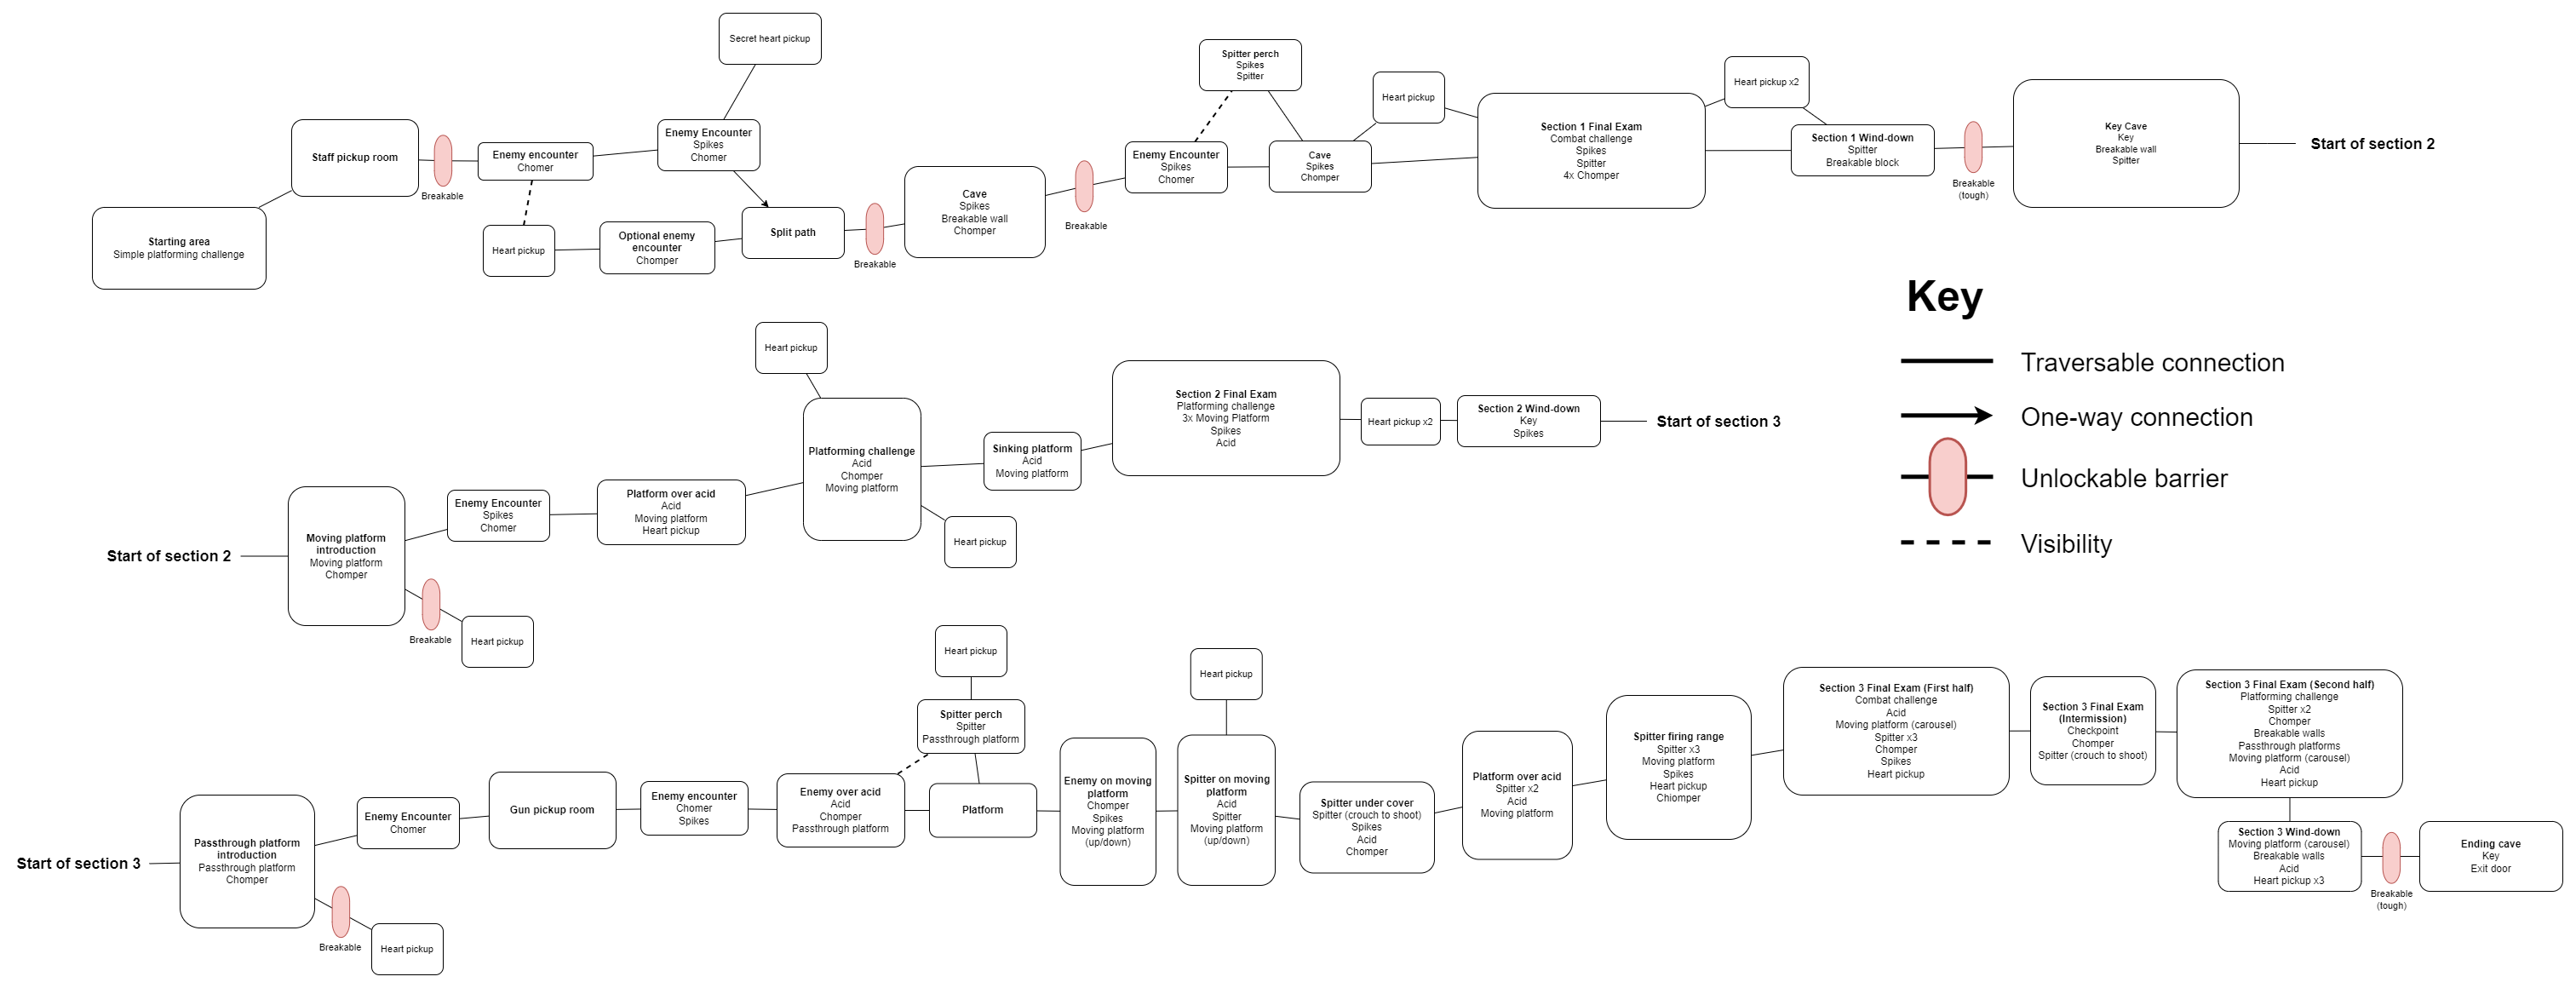 Secret heart pickup
Staff pickup room
Breakable
Enemy encounter
Chomer
Enemy Encounter
Spikes
Chomer
Starting area
Simple platforming challenge
Heart pickup
Optional enemy
encounter
Chomper
Split path
Breakable
Cave
Spikes
Breakable wall
Chomper
Breakable
Enemy Encounter
Spikes
Chomer
Spitter perch
Spikes
Spitter
Cave
Spikes
Chomper
Heart pickup
Section 1 Final Exam
Combat challenge
Spikes
Spitter
4x Chomper
Heart pickup x2
Section 1 Wind-down
Spitter
Breakable block
Breakable
(tough)
Key Cave
Key
Breakable wall
Spitter
Start of section 2
Key
Traversable connection
One-way connection
Unlockable barrier
Visibility
Start of section 2
Moving platform
introduction
Moving platform
Chomper
Breakable
Heart pickup
Enemy Encounter
Spikes
Chomer
Platform over acid
Acid
Moving platform
Heart pickup
Heart pickup
Platforming challenge
Acid
Chomper
Moving platform
Heart pickup
Sinking platform
Acid
Moving platform
Section 2 Final Exam
Platforming challenge
3x Moving Platform
Spikes
Acid
Heart pickup x2
Section 2 Wind-down
Key
Spikes
Start of section 3
Start of section 3
Passthrough platform
introduction
Passthrough platform
Chomper
Breakable
Heart pickup
Enemy Encounter
Chomer
Gun pickup room
Enemy encounter
Chomer
Spikes
Enemy over acid
Acid
Chomper
Passthrough platform
Heart pickup
Spitter perch
Spitter
Passthrough platform
Platform
Enemy on moving
platform
Chomper
Spikes
Moving platform
(up/down)
Heart pickup
Spitter on moving
platform
Acid
Spitter
Moving platform
(up/down)
Spitter under cover
Spitter (crouch to shoot)
Spikes
Acid
Chomper
Platform over acid
Spitter x2
Acid
Moving platform
Spitter firing range
Spitter x3
Moving platform
Spikes
Heart pickup
Chiomper
Section 3 Final Exam (First half)
Combat challenge
Acid
Moving platform (carousel)
Spitter x3
Chomper
Spikes
Heart pickup
Section 3 Final Exam
(Intermission)
Checkpoint
Chomper
Spitter (crouch to shoot)
Section 3 Final Exam (Second half)
Platforming challenge
Spitter x2
Chomper
Breakable walls
Passthrough platforms
Moving platform (carousel)
Acid
Heart pickup
Section 3 Wind-down
Moving platform (carousel)
Breakable walls
Acid
Heart pickup x3
Breakable
(tough)
Ending cave
Key
Exit door